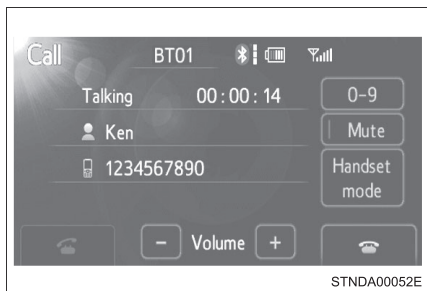 Call BT01
Talking 00:00:14 0-9
Ken Mute
1234567890 Handset
mode
- Volume +
STNDA00052E